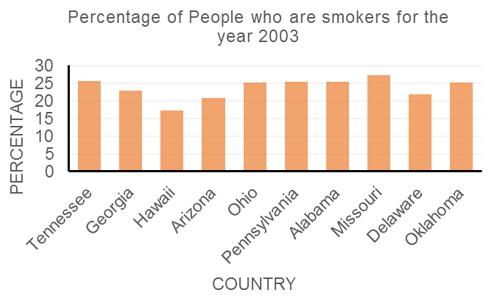 Percentage of People who are smokers for the
year 2003
PERCENTAGE
30
25
20
15
10
5
0
Tennessee
Georgia
Hawaii
Arizona
Ohio
Pennsylvania
Alabama
Missouri
Delaware
Oklahoma
COUNTRY